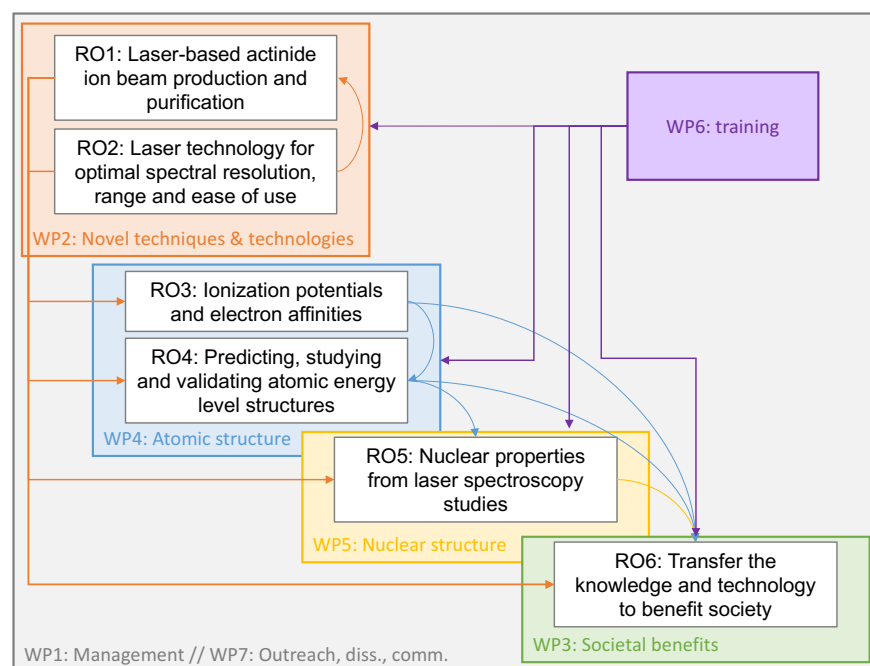 RO1: Laser-based actinide
ion beam production and
purification
RO2: Laser technology for
optimal spectral resolution,
range and ease of use
WP2: Novel techniques & technologies
WP6: training
RO3: Ionization potentials
and electron affinities
RO4: Predicting, studying
and validating atomic energy
level structures
WP4: Atomic structure
RO5: Nuclear properties
from laser spectroscopy
studies
WP5: Nuclear structure
RO6: Transfer the
knowledge and technology
to benefit society
WP3: Societal benefits
WP1: Management // WP7: Outreach, diss., comm.